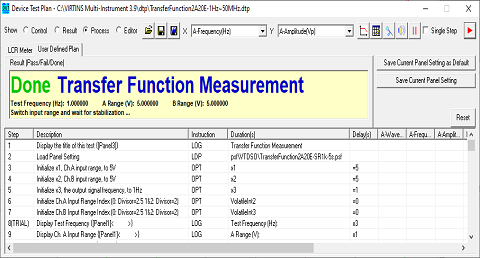 Device Test Plan - C:\VIRTINS Multi-Instrument 3.9\dtp\TransferFunction2A20E-1Hz~50MHz.dtp
Show Control Result Process Editor X A-Frequency(Hz) Y A-Amplitude(Vp) Single Step
LCR Meter User Defined Plan
Result (Pass/Fail/Done)
Done Transfer Function Measurement
Test Frequency (Hz): 1.000000 A Range (V): 5.000000 B Range (V): 5.000000
Switch input range and wait for stabilization ...
Save Current Panel Setting as Default
Save Current Panel Setting
Reset
Step Description Instruction Duration(s) Delay(s) A-Wave.. A-Frequ.. A-Amplit..
1 Display the title of this test {[Panel3]} LOG Transfer Function Measurement
2 Load Panel Setting LDP psf\VTDSO\TransferFunction2A20E-SR1k-5s.psf
3 Initialize x1, Ch.A input range, to 5V OPT x1 =5
4 Initialize x2, Ch.B input range, to 5V OPT x2 =5
5 Initialize x3, the output signal frequency, to 1Hz OPT x3 =1
6 Initialize Ch.A Input Range Index (0: Divisor=2.5 1&2: Divisor=2) OPT VolatileInt2 =0
7 Initialize Ch.B Input Range Index (0: Divisor=2.5 1&2: Divisor=2) OPT VolatileInt3 =0
8(TRIAL) Display Test Frequency {[Panel1]< >} LOG Test Frequency (Hz): x3
9 Display Ch. A Input Range {[Panel1]< >} LOG A Range (V): x1